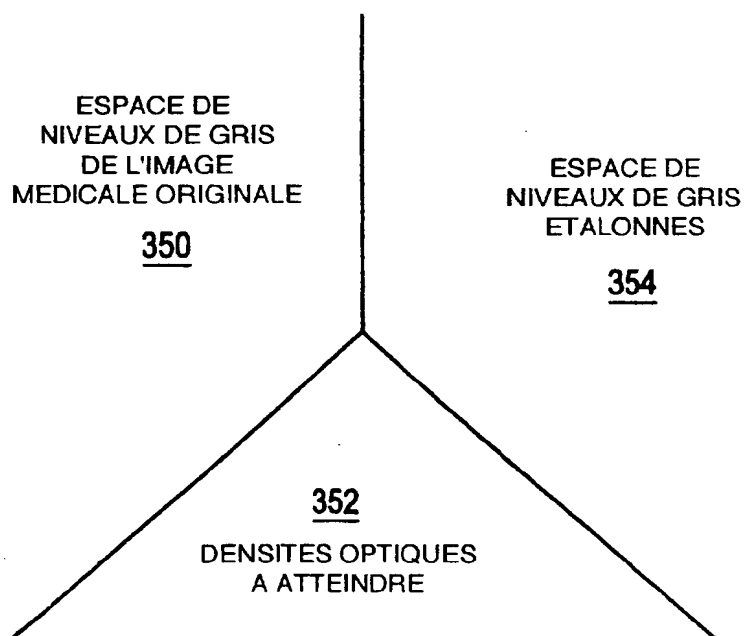 ESPACE DE
NIVEAUX DE GRIS
DE L'IMAGE
MEDICALE ORIGINALE
350
ESPACE DE
NIVEAUX DE GRIS
ETALONNES
354
352
DENSITES OPTIQUES
A ATTEINDRE